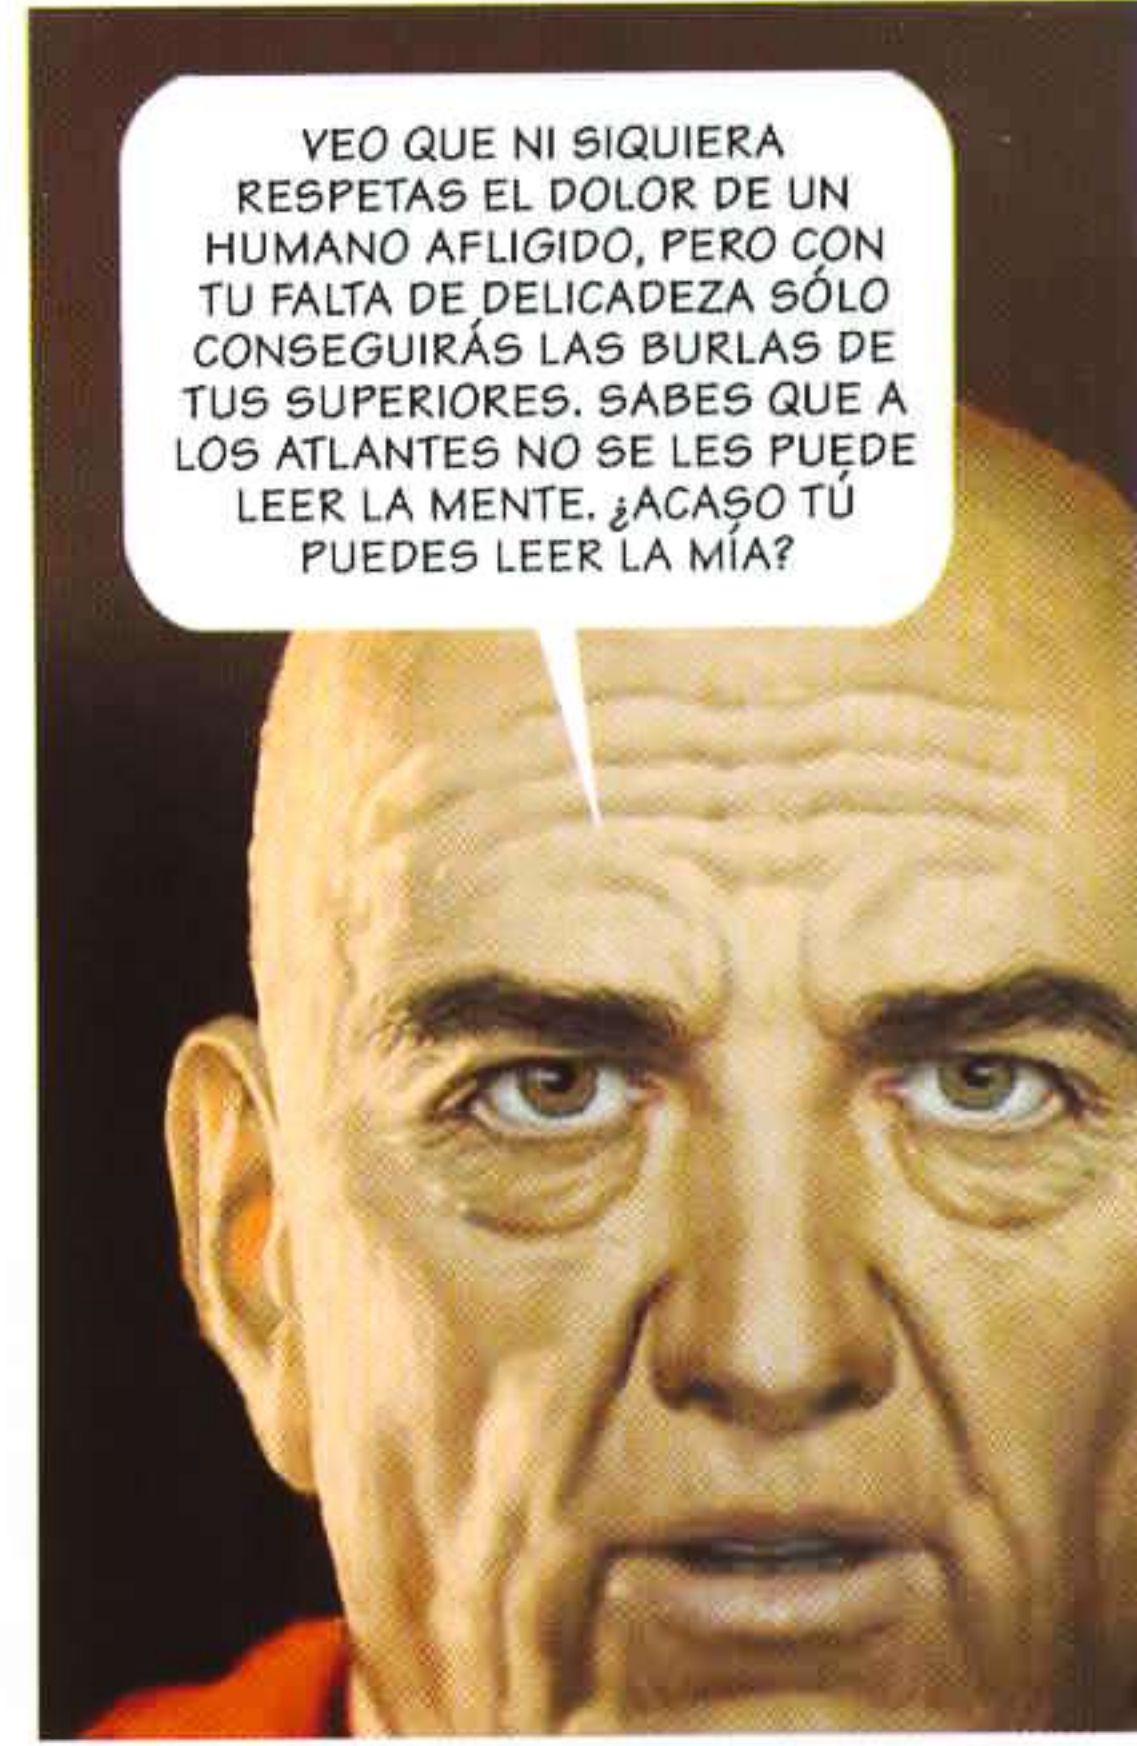 VEO QUE NI SIQUIERA
RESPETAS EL DOLOR DE UN
HUMANO AFLIGIDO, PERO CON
TU FALTA DE DELICADEZA SÓLO
CONSEGUIRÁS LAS BURLAS DE
TUS SUPERIORES. SABES QUE A
LOS ATLANTES NO SE LES PUEDE
LEER LA MENTE. ¿ACASO TÚ
PUEDES LEER LA MÍA?